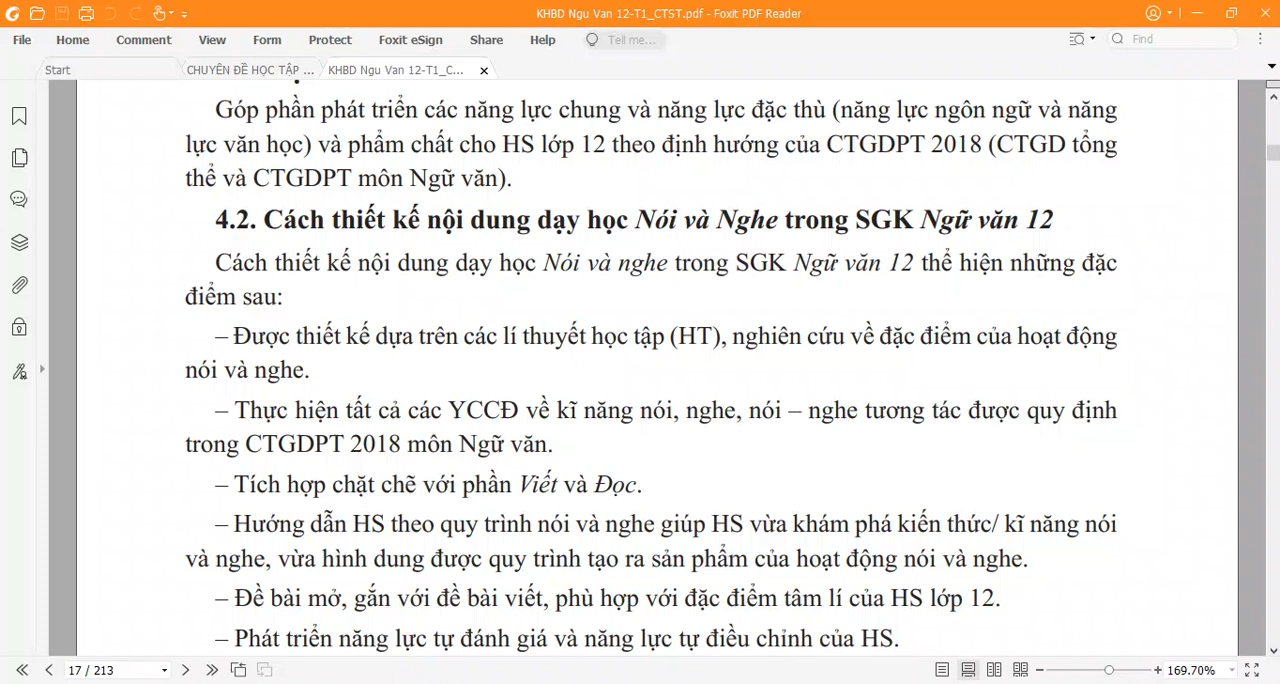 KHBD Ngu Van 12-T1_CTST.pdf - Foxit PDF Reader
File Home Comment View Form Protect Foxit eSign Share Help Tell me... Find
Start CHUYÊN ĐỀ HỌC TẬP ... KHBD Ngu Van 12-T1_C...
Góp phần phát triển các năng lực chung và năng lực đặc thù (năng lực ngôn ngữ và năng
lực văn học) và phẩm chất cho HS lớp 12 theo định hướng của CTGDPT 2018 (CTGD tổng
thể và CTGDPT môn Ngữ văn).
4.2. Cách thiết kế nội dung dạy học Nói và Nghe trong SGK Ngữ văn 12
Cách thiết kế nội dung dạy học Nói và nghe trong SGK Ngữ văn 12 thể hiện những đặc
điểm sau:
– Được thiết kế dựa trên các lí thuyết học tập (HT), nghiên cứu về đặc điểm của hoạt động
nói và nghe.
– Thực hiện tất cả các YCCĐ về kĩ năng nói, nghe, nói – nghe tương tác được quy định
trong CTGDPT 2018 môn Ngữ văn.
– Tích hợp chặt chẽ với phần Viết và Đọc.
– Hướng dẫn HS theo quy trình nói và nghe giúp HS vừa khám phá kiến thức/ kĩ năng nói
và nghe, vừa hình dung được quy trình tạo ra sản phẩm của hoạt động nói và nghe.
– Đề bài mở, gắn với đề bài viết, phù hợp với đặc điểm tâm lí của HS lớp 12.
– Phát triển năng lực tự đánh giá và năng lực tự điều chỉnh của HS.
17 / 213 169.70%